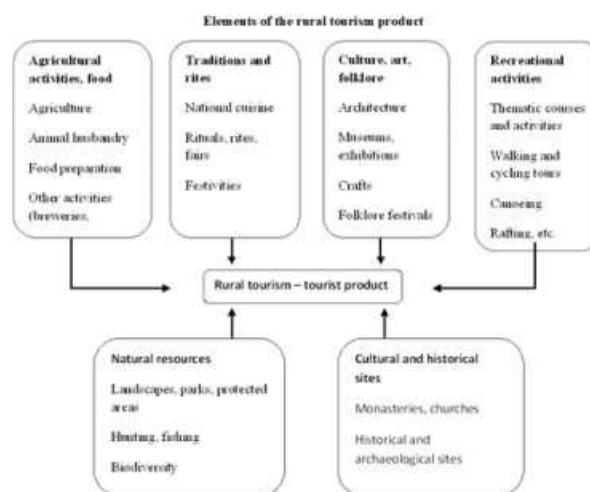 Elements of the rural tourism product
Agricultural
activities, food
Agriculture
Animal husbandry
Food preparation
Other activities
(breweries,
Traditions and
rites
National cuisine
Rituals, rites,
fairs
Festivities
Culture, art,
folklore
Architecture
Museums,
exhibitions
Crafts
Folklore festivals
Recreational
activities
Thematic courses
and activities
Walking and
cycling tours
Canoeing
Rafting, etc.
Rural tourism – tourist product
Natural resources
Landscapes, parks, protected
areas
Hunting, fishing
Biodiversity
Cultural and historical
sites
Monasteries, churches
Historical and
archaeological sites